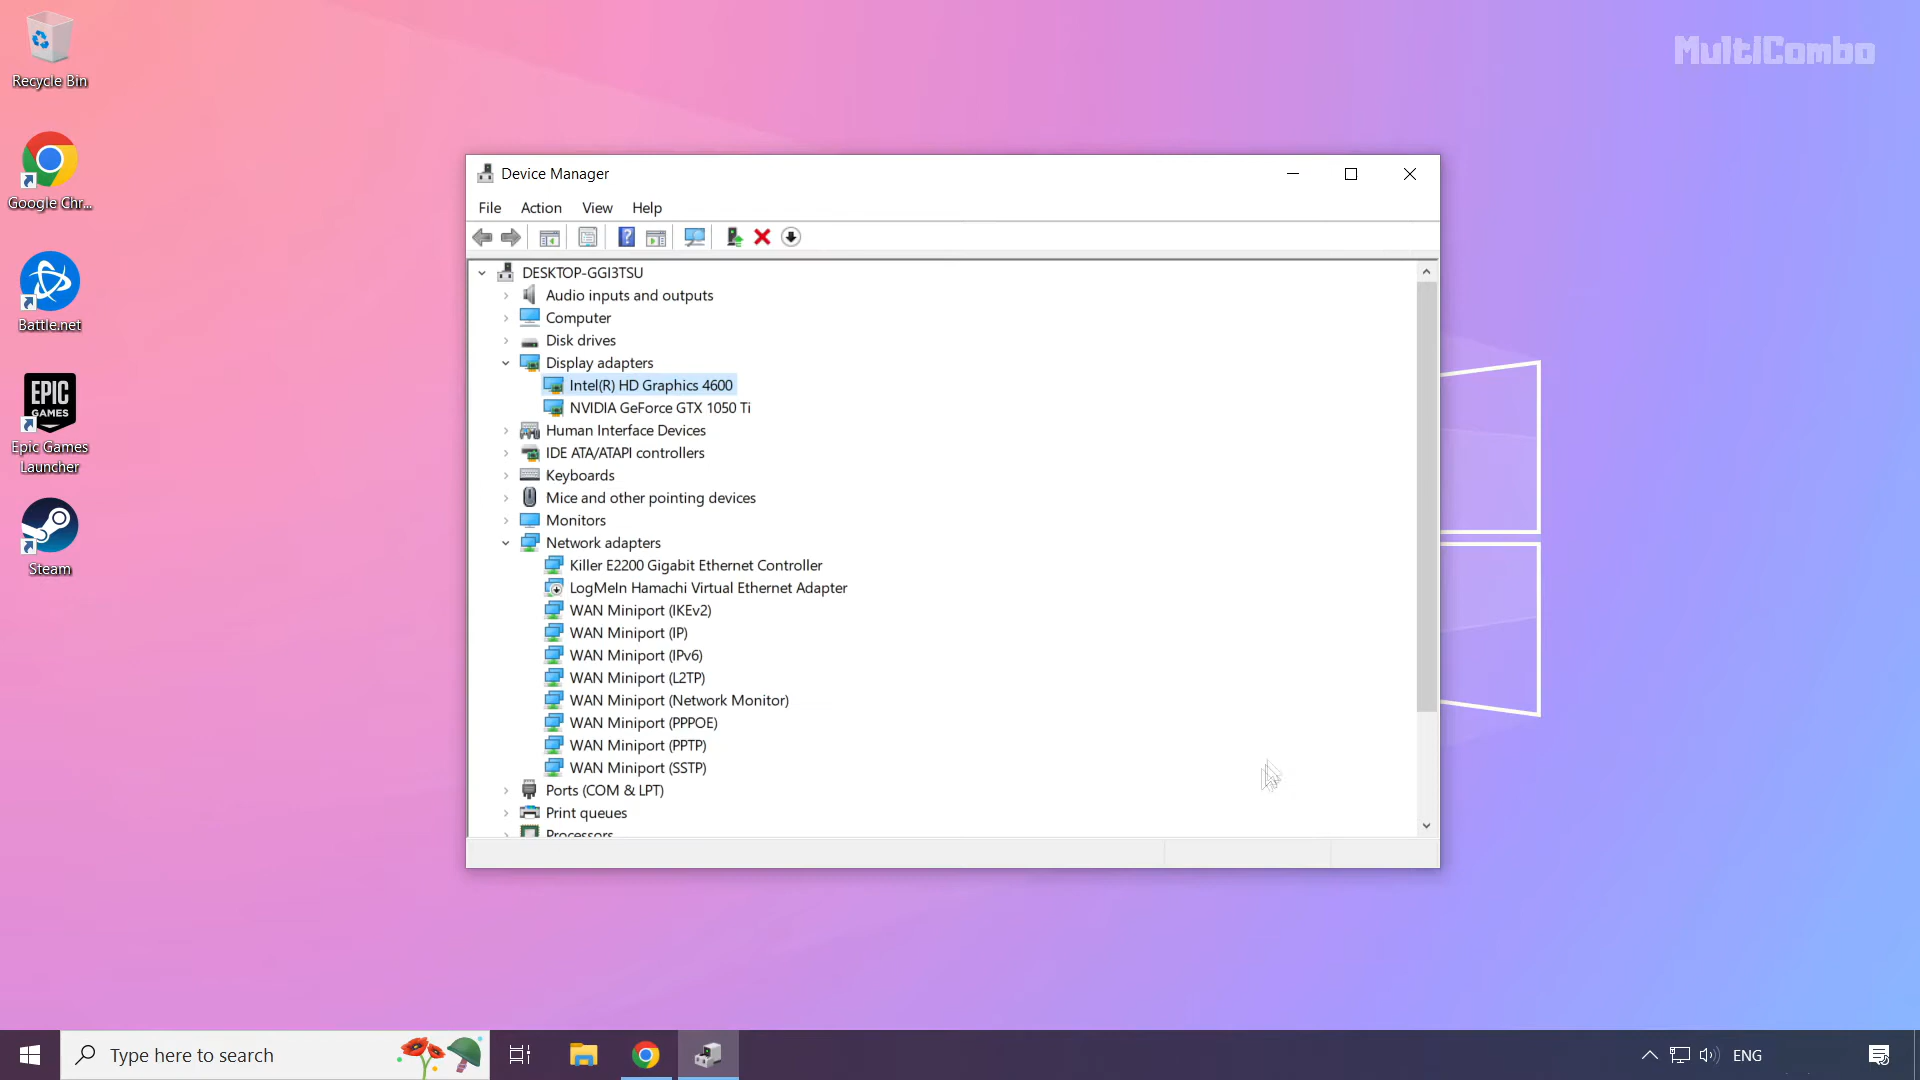 MultiCombo
Recycle Bin
Google Chr...
Battle.net
EPIC
GAMES
Epic Games
Launcher
Steam
Device Manager
File Action View Help
DESKTOP-GGI3TSU
Audio inputs and outputs
Computer
Disk drives
Display adapters
Intel(R) HD Graphics 4600
NVIDIA GeForce GTX 1050 Ti
Human Interface Devices
IDE ATA/ATAPI controllers
Keyboards
Mice and other pointing devices
Monitors
Network adapters
Killer E2200 Gigabit Ethernet Controller
LogMeIn Hamachi Virtual Ethernet Adapter
WAN Miniport (IKEv2)
WAN Miniport (IP)
WAN Miniport (IPv6)
WAN Miniport (L2TP)
WAN Miniport (Network Monitor)
WAN Miniport (PPPOE)
WAN Miniport (PPTP)
WAN Miniport (SSTP)
Ports (COM & LPT)
Print queues
Processors
Type here to search
ENG